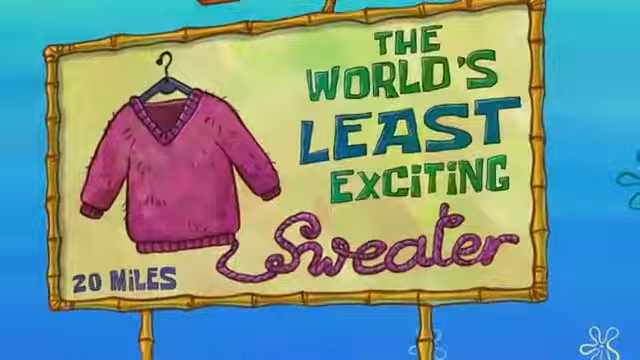 THE
WORLD'S
LEAST
EXCiTiNG
Sweater
20 MiLES